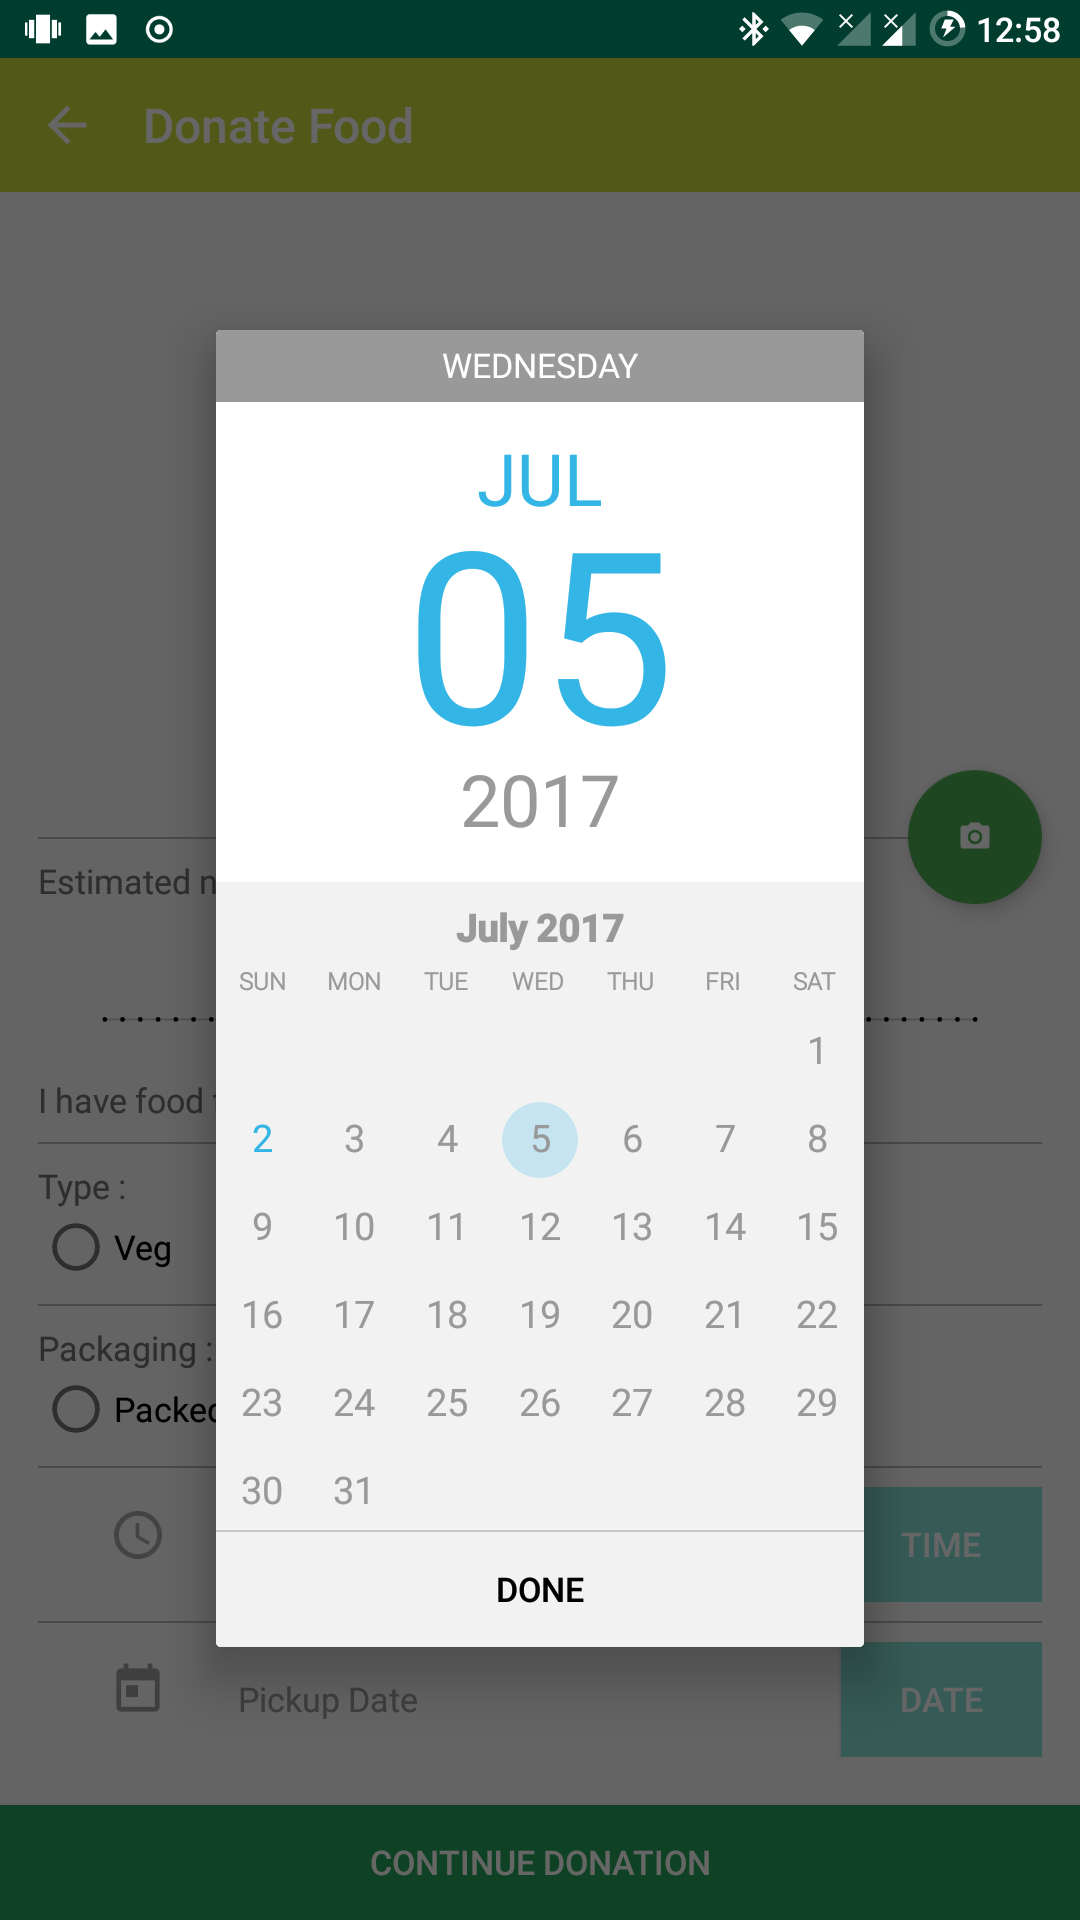 12:58
Donate Food
WEDNESDAY
JUL
05
2017
Estimated n
July 2017
SUN MON TUE WED THU FRI SAT
1
I have food
2 3 4 5 6 7 8
Type :
9 10 11 12 13 14 15
Veg
16 17 18 19 20 21 22
Packaging :
23 24 25 26 27 28 29
Packed
30 31
TIME
DONE
Pickup Date
DATE
CONTINUE DONATION